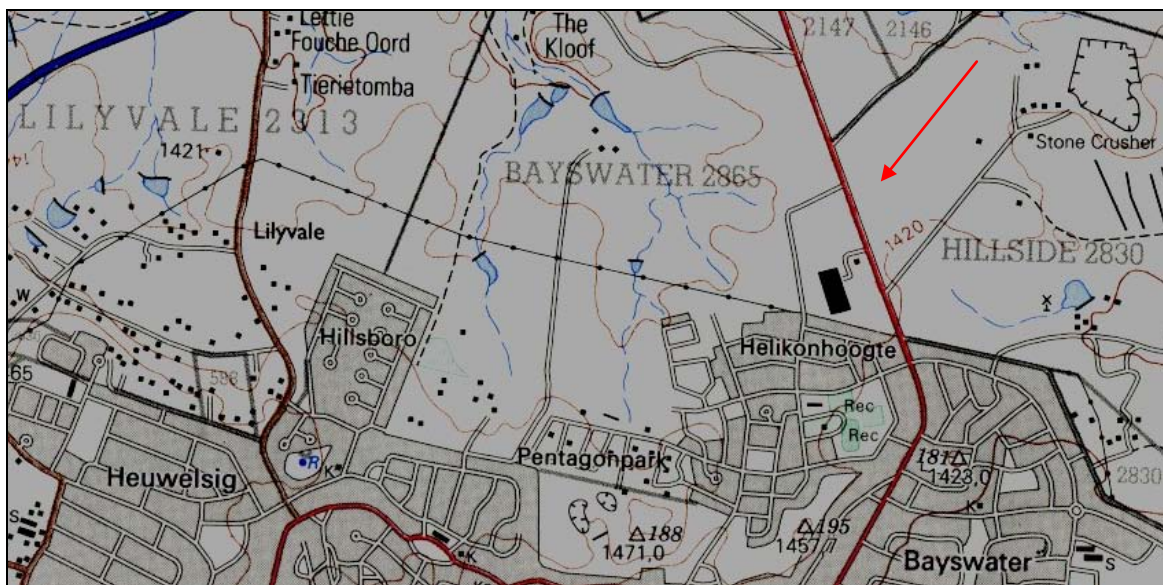 Lettie
Fouche Oord
Tierietomba
The
Kloof
2147
2146
LILYVALE 2313
1421
Stone Crusher
BAYSWATER 2865
1420
HILLSIDE 2830
Lilyvale
W
Hillsboro
Helikonhoogte
588
65
Rec
Rec
R
K
Heuwelsig
Pentagonpark
181
1423,0
2830
K
S
188
1471,0
195
1457,7
K
Bayswater
S